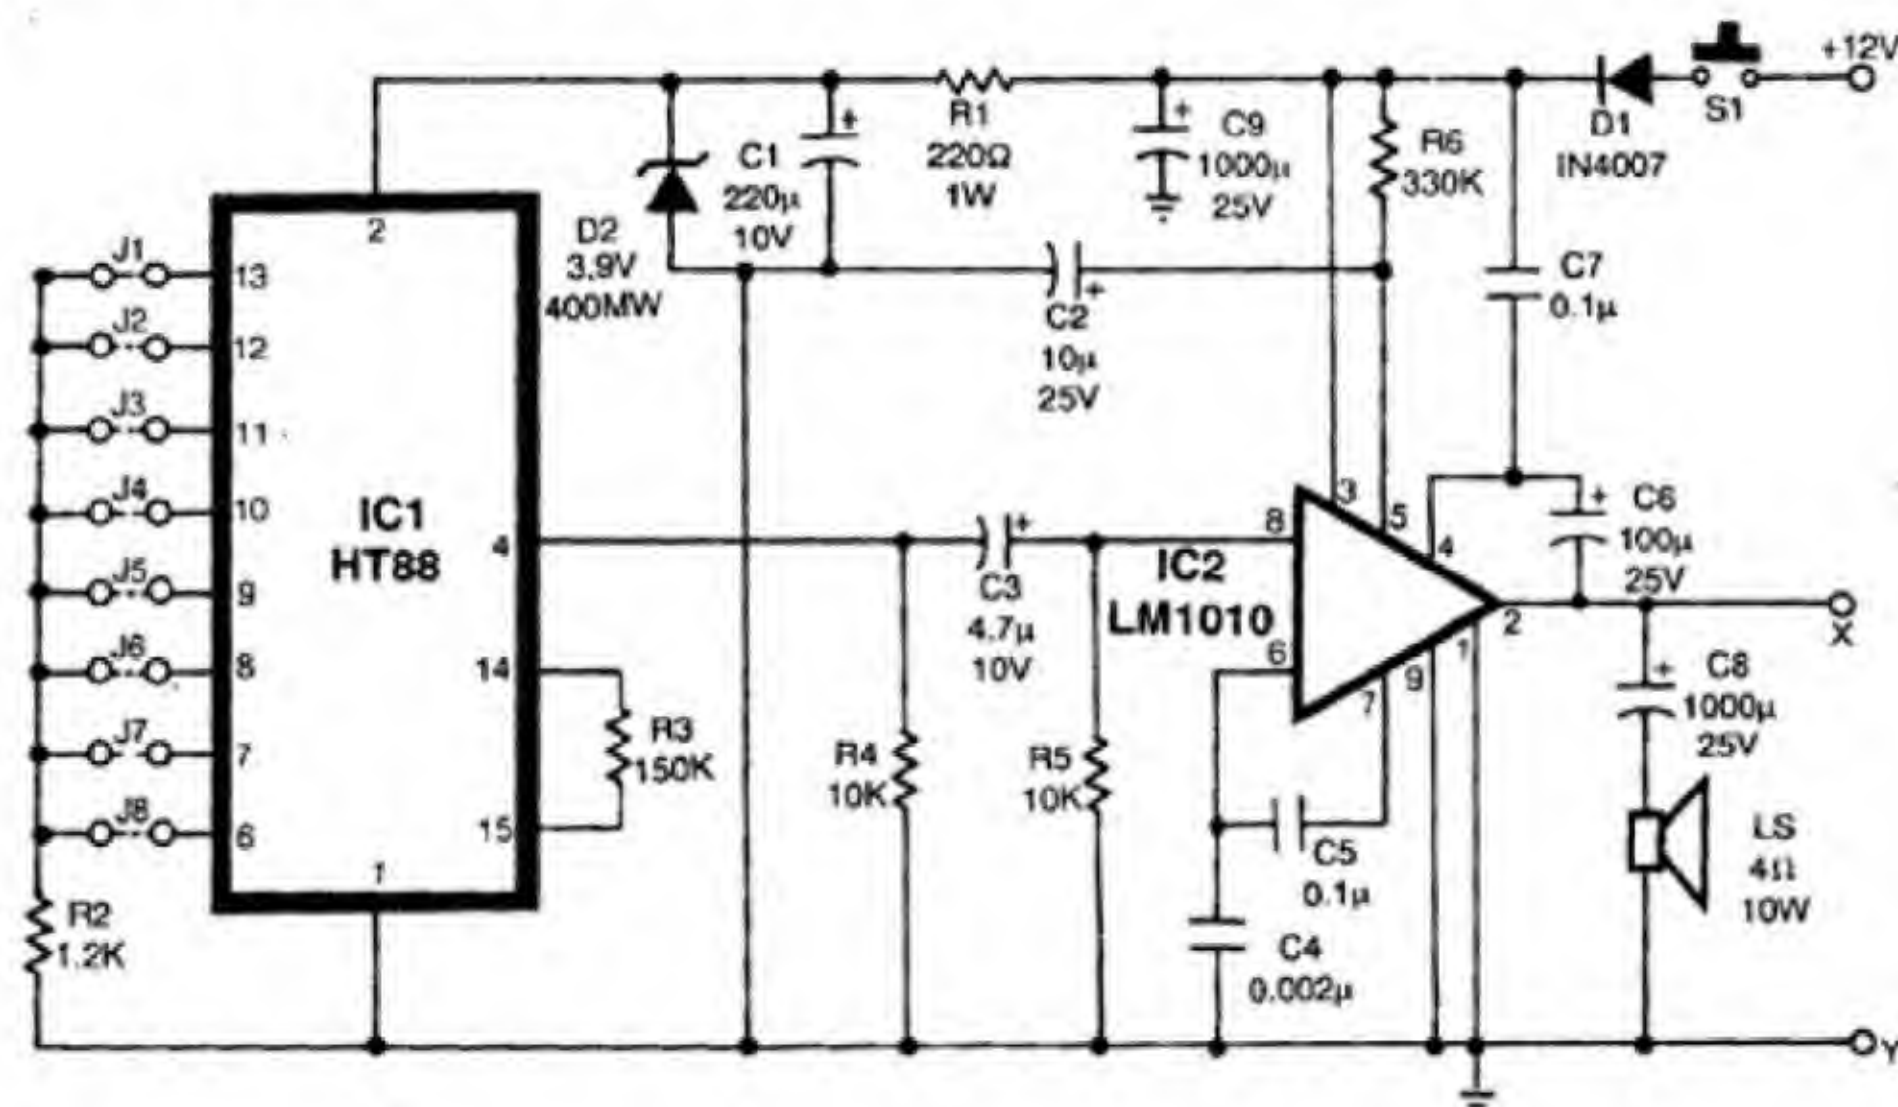 +12V
S1
D1
IN4007
R1
220Ω
1W
C9
1000µ
25V
R6
330K
C1
220µ
10V
D2
3.9V
400MW
C2
10µ
25V
C7
0.1µ
2
J1
13
J2
12
J3
11
J4
10
J5
9
J6
8
J7
7
J8
6
IC1
HT88
4
14
15
1
R2
1.2K
R3
150K
R4
10K
C3
4.7µ
10V
R5
10K
IC2
LM1010
8
3
5
4
2
1
9
7
6
C6
100µ
25V
X
C8
1000µ
25V
C5
0.1µ
C4
0.002µ
LS
4Ω
10W
Y